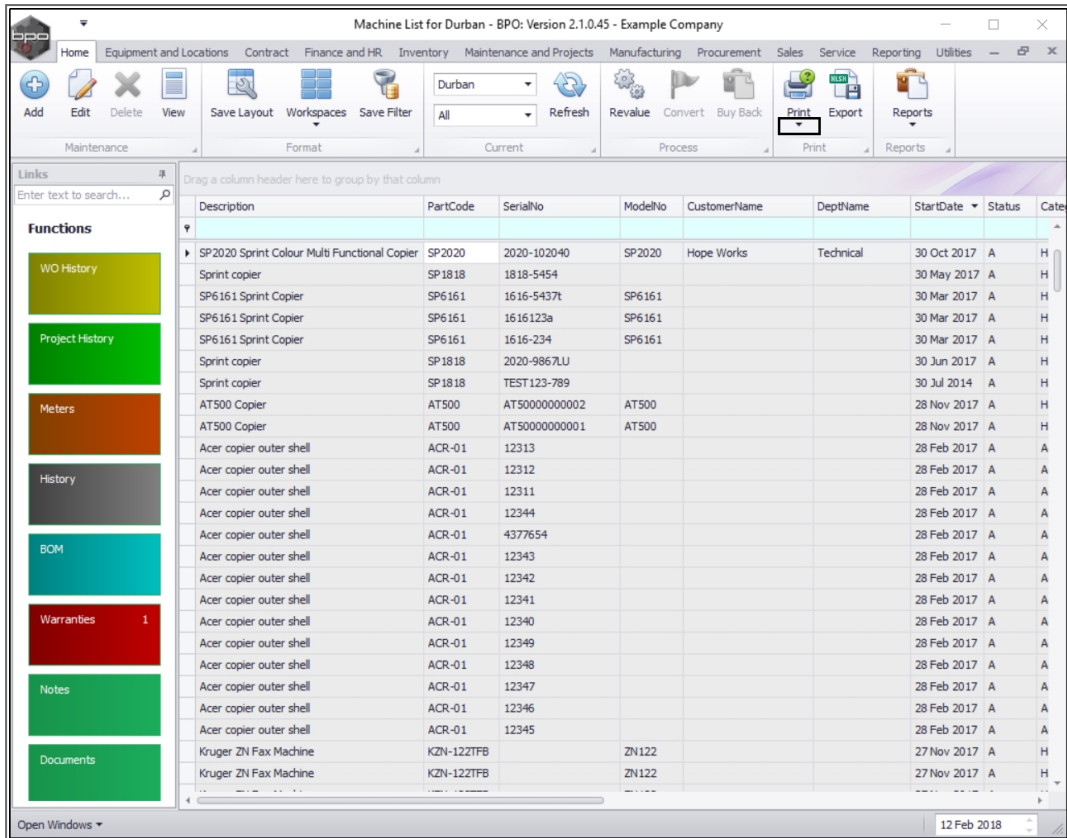 bpo
Machine List for Durban - BPO: Version 2.1.0.45 - Example Company
Home Equipment and Locations Contract Finance and HR Inventory Maintenance and Projects Manufacturing Procurement Sales Service Reporting Utilities
Add Edit Delete View Save Layout Workspaces Save Filter Durban All Refresh Revalue Convert Buy Back Print Export Reports
Maintenance Format Current Process Print Reports
Links
Enter text to search...
Functions
WO History
Project History
Meters
History
BOM
Warranties 1
Notes
Documents
Drag a column header here to group by that column
Description PartCode SerialNo ModelNo CustomerName DeptName StartDate Status Cate
SP2020 Sprint Colour Multi Functional Copier SP2020 2020-102040 SP2020 Hope Works Technical 30 Oct 2017 A H
Sprint copier SP1818 1818-5454 30 May 2017 A H
SP6161 Sprint Copier SP6161 1616-5437t SP6161 30 Mar 2017 A H
SP6161 Sprint Copier SP6161 1616123a SP6161 30 Mar 2017 A H
SP6161 Sprint Copier SP6161 1616-234 SP6161 30 Mar 2017 A H
Sprint copier SP1818 2020-9867LU 30 Jun 2017 A H
Sprint copier SP1818 TEST123-789 30 Jul 2014 A H
AT500 Copier AT500 AT50000000002 AT500 28 Nov 2017 A H
AT500 Copier AT500 AT50000000001 AT500 28 Nov 2017 A H
Acer copier outer shell ACR-01 12313 28 Feb 2017 A A
Acer copier outer shell ACR-01 12312 28 Feb 2017 A A
Acer copier outer shell ACR-01 12311 28 Feb 2017 A A
Acer copier outer shell ACR-01 12344 28 Feb 2017 A A
Acer copier outer shell ACR-01 4377654 28 Feb 2017 A A
Acer copier outer shell ACR-01 12343 28 Feb 2017 A A
Acer copier outer shell ACR-01 12342 28 Feb 2017 A A
Acer copier outer shell ACR-01 12341 28 Feb 2017 A A
Acer copier outer shell ACR-01 12340 28 Feb 2017 A A
Acer copier outer shell ACR-01 12349 28 Feb 2017 A A
Acer copier outer shell ACR-01 12348 28 Feb 2017 A A
Acer copier outer shell ACR-01 12347 28 Feb 2017 A A
Acer copier outer shell ACR-01 12346 28 Feb 2017 A A
Acer copier outer shell ACR-01 12345 28 Feb 2017 A A
Kruger ZN Fax Machine KZN-122TFB ZN122 27 Nov 2017 A H
Kruger ZN Fax Machine KZN-122TFB ZN122 27 Nov 2017 A H
Open Windows 12 Feb 2018